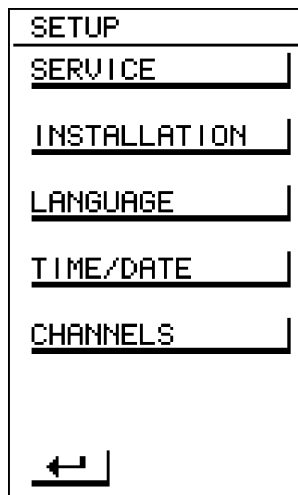 SETUP
SERVICE
INSTALLATION
LANGUAGE
TIME/DATE
CHANNELS